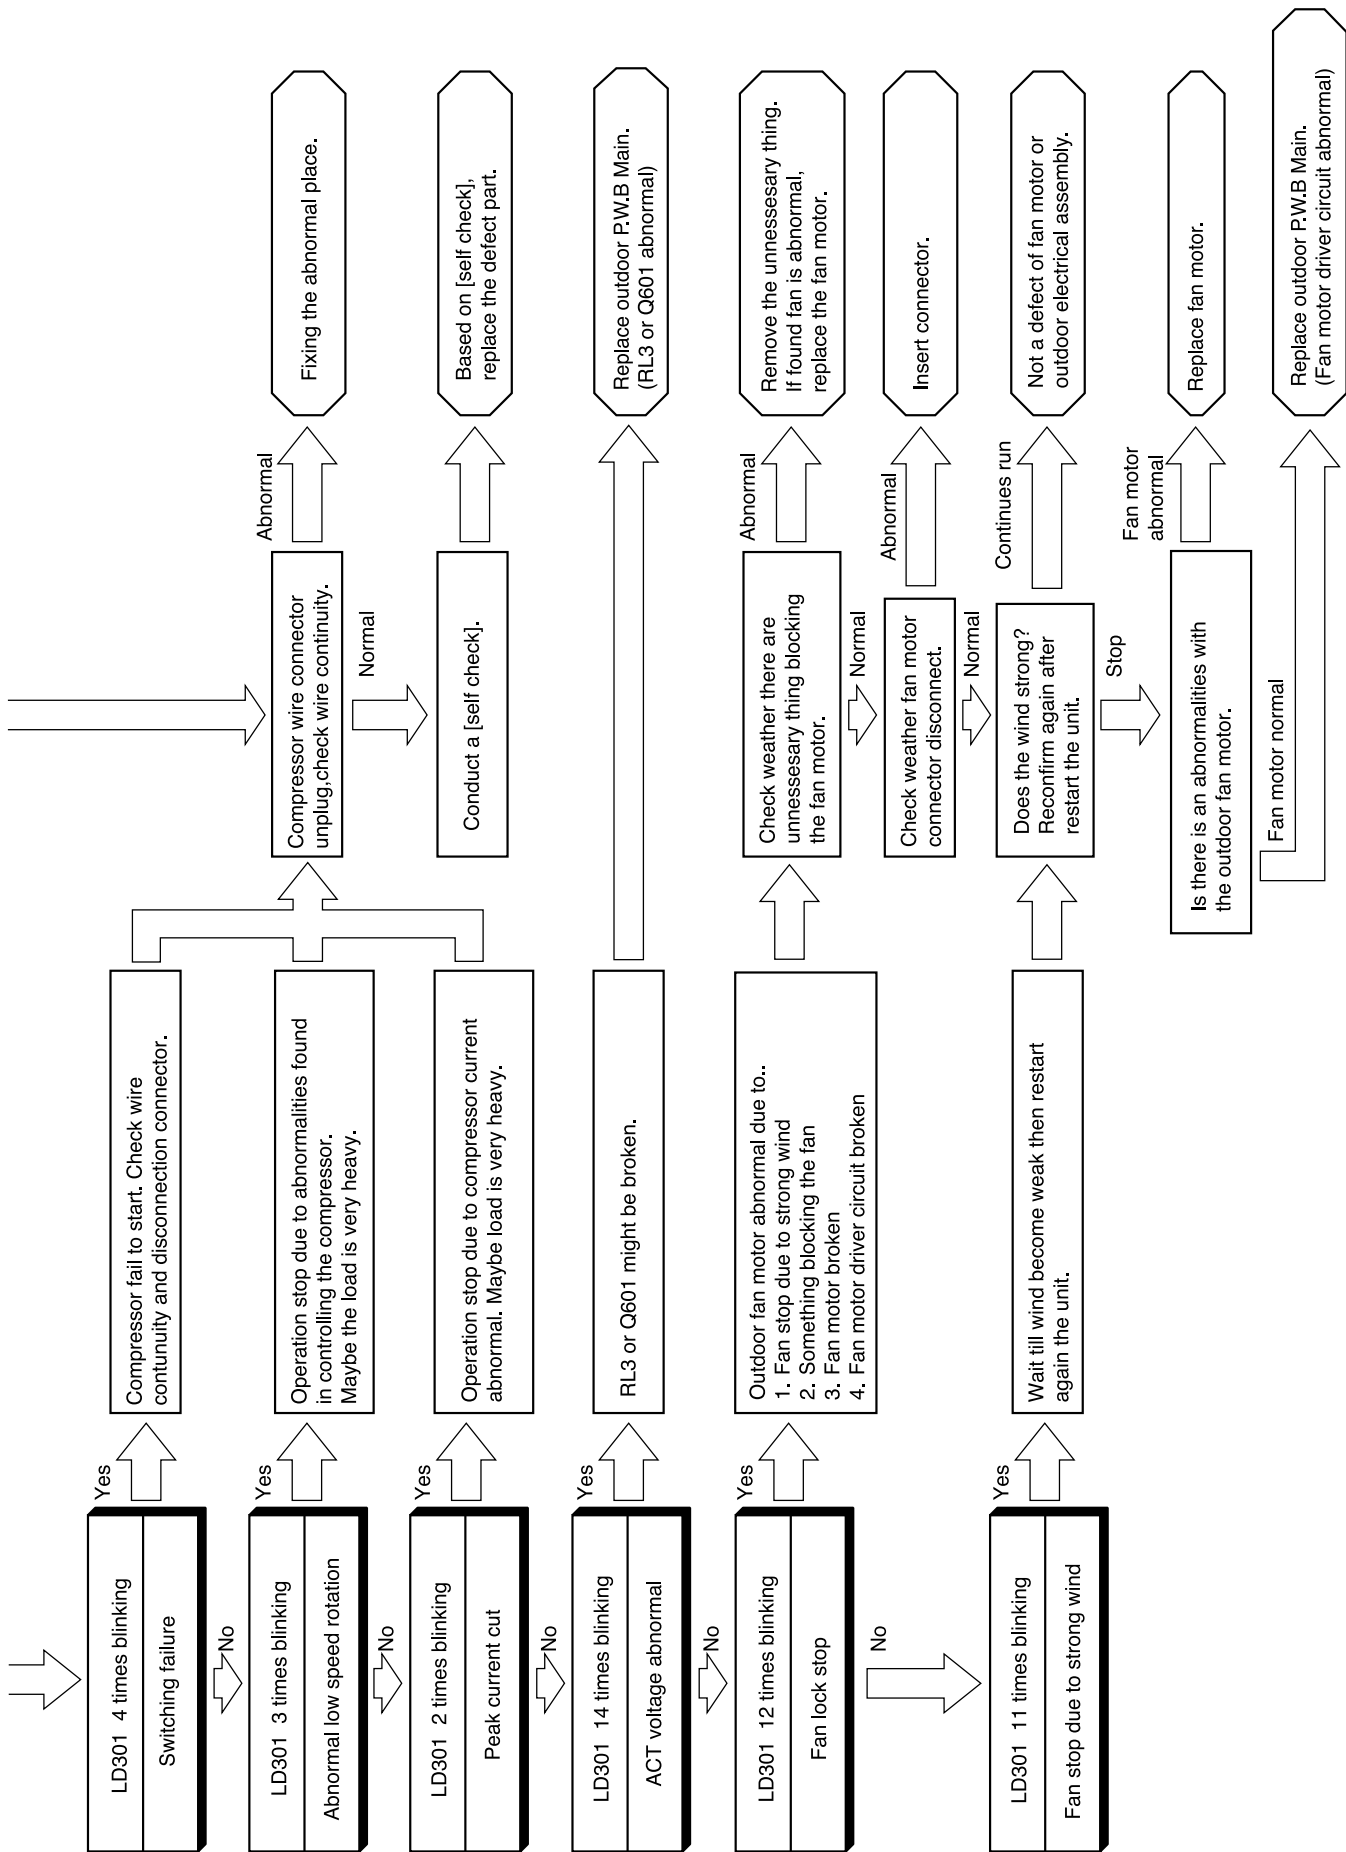 LD301  4 times blinking
Switching failure
Yes
Compressor fail to start. Check wire
contunuity and disconnection connector.
No
LD301  3 times blinking
Abnormal low speed rotation
Yes
Operation stop due to abnormalities found
in controlling the compressor.
Maybe the load is very heavy.
Compressor wire connector
unplug,check wire continuity.
Abnormal
Fixing the abnormal place.
Normal
No
LD301  2 times blinking
Peak current cut
Yes
Operation stop due to compressor current
abnormal. Maybe load is very heavy.
Conduct a [self check].
Based on [self check],
replace the defect part.
No
LD301  14 times blinking
ACT voltage abnormal
Yes
RL3 or Q601 might be broken.
Replace outdoor P.W.B Main.
(RL3 or Q601 abnormal)
No
LD301  12 times blinking
Fan lock stop
Yes
Outdoor fan motor abnormal due to..
1. Fan stop due to strong wind
2. Something blocking the fan
3. Fan motor broken
4. Fan motor driver circuit broken
Check weather there are
unnessesary thing blocking
the fan motor.
Abnormal
Remove the unnessesary thing.
If found fan is abnormal,
replace the fan motor.
Normal
Check weather fan motor
connector disconnect.
Abnormal
Insert connector.
Normal
No
LD301  11 times blinking
Fan stop due to strong wind
Yes
Wait till wind become weak then restart
again the unit.
Does the wind strong?
Reconfirm again after
restart the unit.
Continues run
Not a defect of fan motor or
outdoor electrical assembly.
Stop
Is there is an abnormalities with
the outdoor fan motor.
Fan motor
abnormal
Replace fan motor.
Fan motor normal
Replace outdoor P.W.B Main.
(Fan motor driver circuit abnormal)